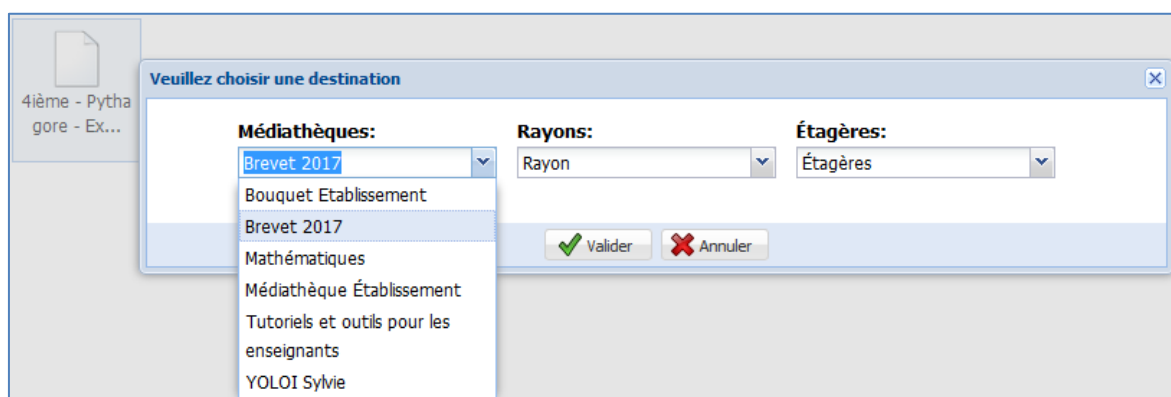 4ième - Pytha
gore - Ex...
Veuillez choisir une destination
Médiathèques:
Rayons:
Étagères:
Brevet 2017
Rayon
Étagères
Bouquet Etablissement
Brevet 2017
Mathématiques
Médiathèque Établissement
Tutoriels et outils pour les
enseignants
YOLOI Sylvie
Valider
Annuler